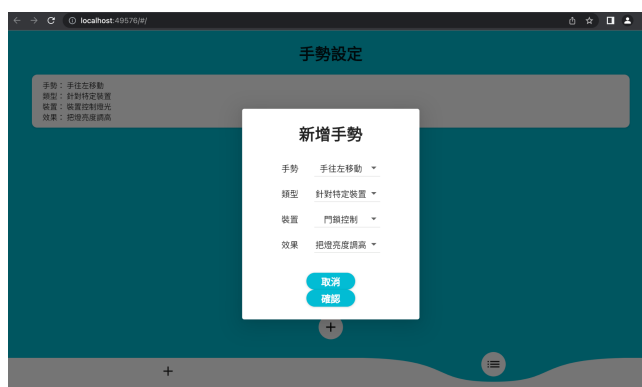 localhost:49576/#/
手勢設定
手勢： 手往左移動
類型： 針對特定裝置
裝置： 裝置控制燈光
效果： 把燈亮度調高
新增手勢
手勢 手往左移動
類型 針對特定裝置
裝置 門鎖控制
效果 把燈亮度調高
取消
確認